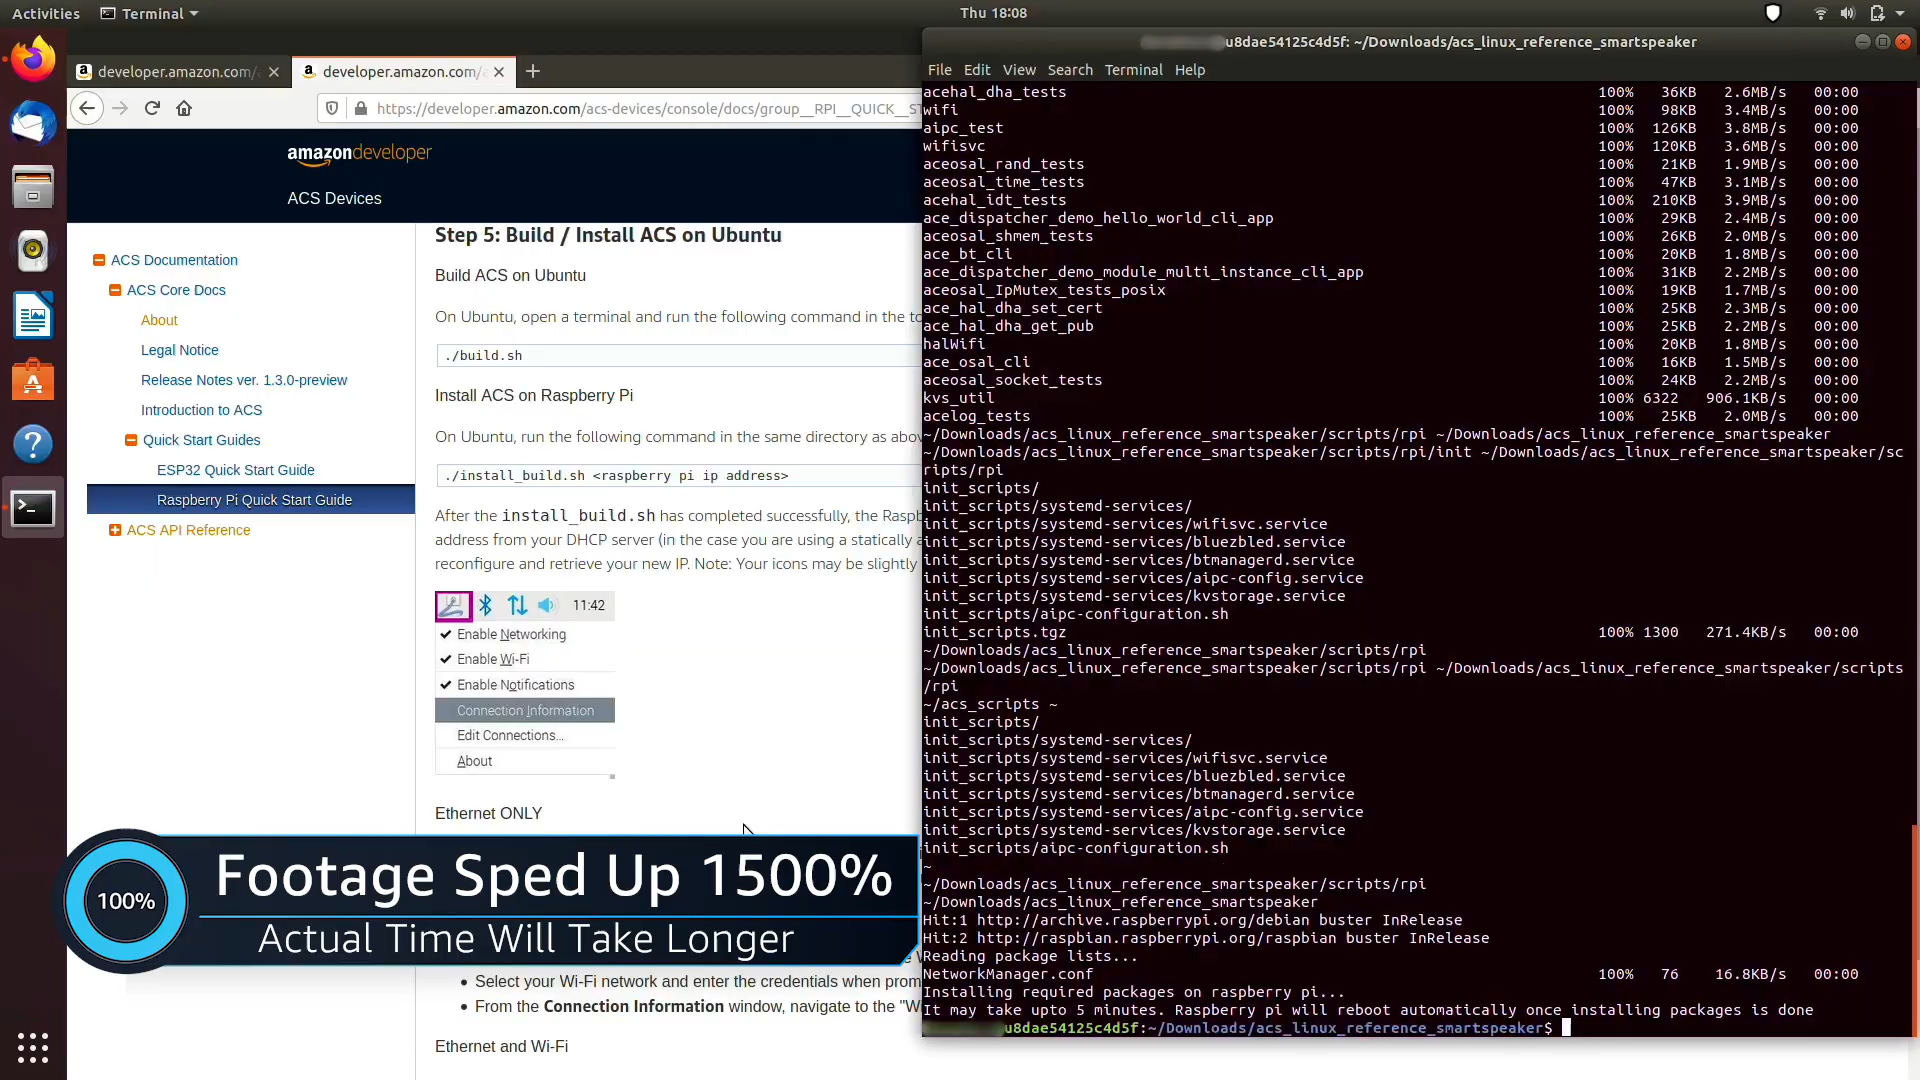 Activities
Terminal
Thu 18:08
developer.amazon.com/
developer.amazon.com/
https://developer.amazon.com/acs-devices/console/docs/group__RPI__QUICK__ST
amazondeveloper
ACS Devices
ACS Documentation
ACS Core Docs
About
Legal Notice
Release Notes ver. 1.3.0-preview
Introduction to ACS
Quick Start Guides
ESP32 Quick Start Guide
Raspberry Pi Quick Start Guide
ACS API Reference
Step 5: Build / Install ACS on Ubuntu
Build ACS on Ubuntu
On Ubuntu, open a terminal and run the following command in the to
./build.sh
Install ACS on Raspberry Pi
On Ubuntu, run the following command in the same directory as abov
./install_build.sh <raspberry pi ip address>
After the install_build.sh has completed successfully, the Raspb
address from your DHCP server (in the case you are using a statically a
reconfigure and retrieve your new IP. Note: Your icons may be slightly
11:42
Enable Networking
Enable Wi-Fi
Enable Notifications
Connection Information
Edit Connections...
About
Ethernet ONLY
100%
Footage Sped Up 1500%
Actual Time Will Take Longer
Select your Wi-Fi network and enter the credentials when prom
From the Connection Information window, navigate to the "Wi
Ethernet and Wi-Fi
u8dae54125c4d5f: ~/Downloads/acs_linux_reference_smartspeaker
File Edit View Search Terminal Help
acehal_dha_tests 100% 36KB 2.6MB/s 00:00
wifi 100% 98KB 3.4MB/s 00:00
aipc_test 100% 126KB 3.8MB/s 00:00
wifisvc 100% 120KB 3.6MB/s 00:00
aceosal_rand_tests 100% 21KB 1.9MB/s 00:00
aceosal_time_tests 100% 47KB 3.1MB/s 00:00
acehal_idt_tests 100% 210KB 3.9MB/s 00:00
ace_dispatcher_demo_hello_world_cli_app 100% 29KB 2.4MB/s 00:00
aceosal_shmem_tests 100% 26KB 2.0MB/s 00:00
ace_bt_cli 100% 20KB 1.8MB/s 00:00
ace_dispatcher_demo_module_multi_instance_cli_app 100% 31KB 2.2MB/s 00:00
aceosal_IpMutex_tests_posix 100% 19KB 1.7MB/s 00:00
ace_hal_dha_set_cert 100% 25KB 2.3MB/s 00:00
ace_hal_dha_get_pub 100% 25KB 2.2MB/s 00:00
halWifi 100% 20KB 1.8MB/s 00:00
ace_osal_cli 100% 16KB 1.5MB/s 00:00
aceosal_socket_tests 100% 24KB 2.2MB/s 00:00
kvs_util 100% 6322 906.1KB/s 00:00
acelog_tests 100% 25KB 2.0MB/s 00:00
~/Downloads/acs_linux_reference_smartspeaker/scripts/rpi ~/Downloads/acs_linux_reference_smartspeaker
~/Downloads/acs_linux_reference_smartspeaker/scripts/rpi/init ~/Downloads/acs_linux_reference_smartspeaker/sc
ripts/rpi
init_scripts/
init_scripts/systemd-services/
init_scripts/systemd-services/wifisvc.service
init_scripts/systemd-services/bluezbled.service
init_scripts/systemd-services/btmanagerd.service
init_scripts/systemd-services/aipc-config.service
init_scripts/systemd-services/kvstorage.service
init_scripts/aipc-configuration.sh
init_scripts.tgz 100% 1300 271.4KB/s 00:00
~/Downloads/acs_linux_reference_smartspeaker/scripts/rpi
~/Downloads/acs_linux_reference_smartspeaker/scripts/rpi ~/Downloads/acs_linux_reference_smartspeaker/scripts
/rpi
~/acs_scripts ~
init_scripts/
init_scripts/systemd-services/
init_scripts/systemd-services/wifisvc.service
init_scripts/systemd-services/bluezbled.service
init_scripts/systemd-services/btmanagerd.service
init_scripts/systemd-services/aipc-config.service
init_scripts/systemd-services/kvstorage.service
init_scripts/aipc-configuration.sh
~
~/Downloads/acs_linux_reference_smartspeaker/scripts/rpi
~/Downloads/acs_linux_reference_smartspeaker
Hit:1 http://archive.raspberrypi.org/debian buster InRelease
Hit:2 http://raspbian.raspberrypi.org/raspbian buster InRelease
Reading package lists...
NetworkManager.conf 100% 76 16.8KB/s 00:00
Installing required packages on raspberry pi...
It may take upto 5 minutes. Raspberry pi will reboot automatically once installing packages is done
u8dae54125c4d5f:~/Downloads/acs_linux_reference_smartspeaker$